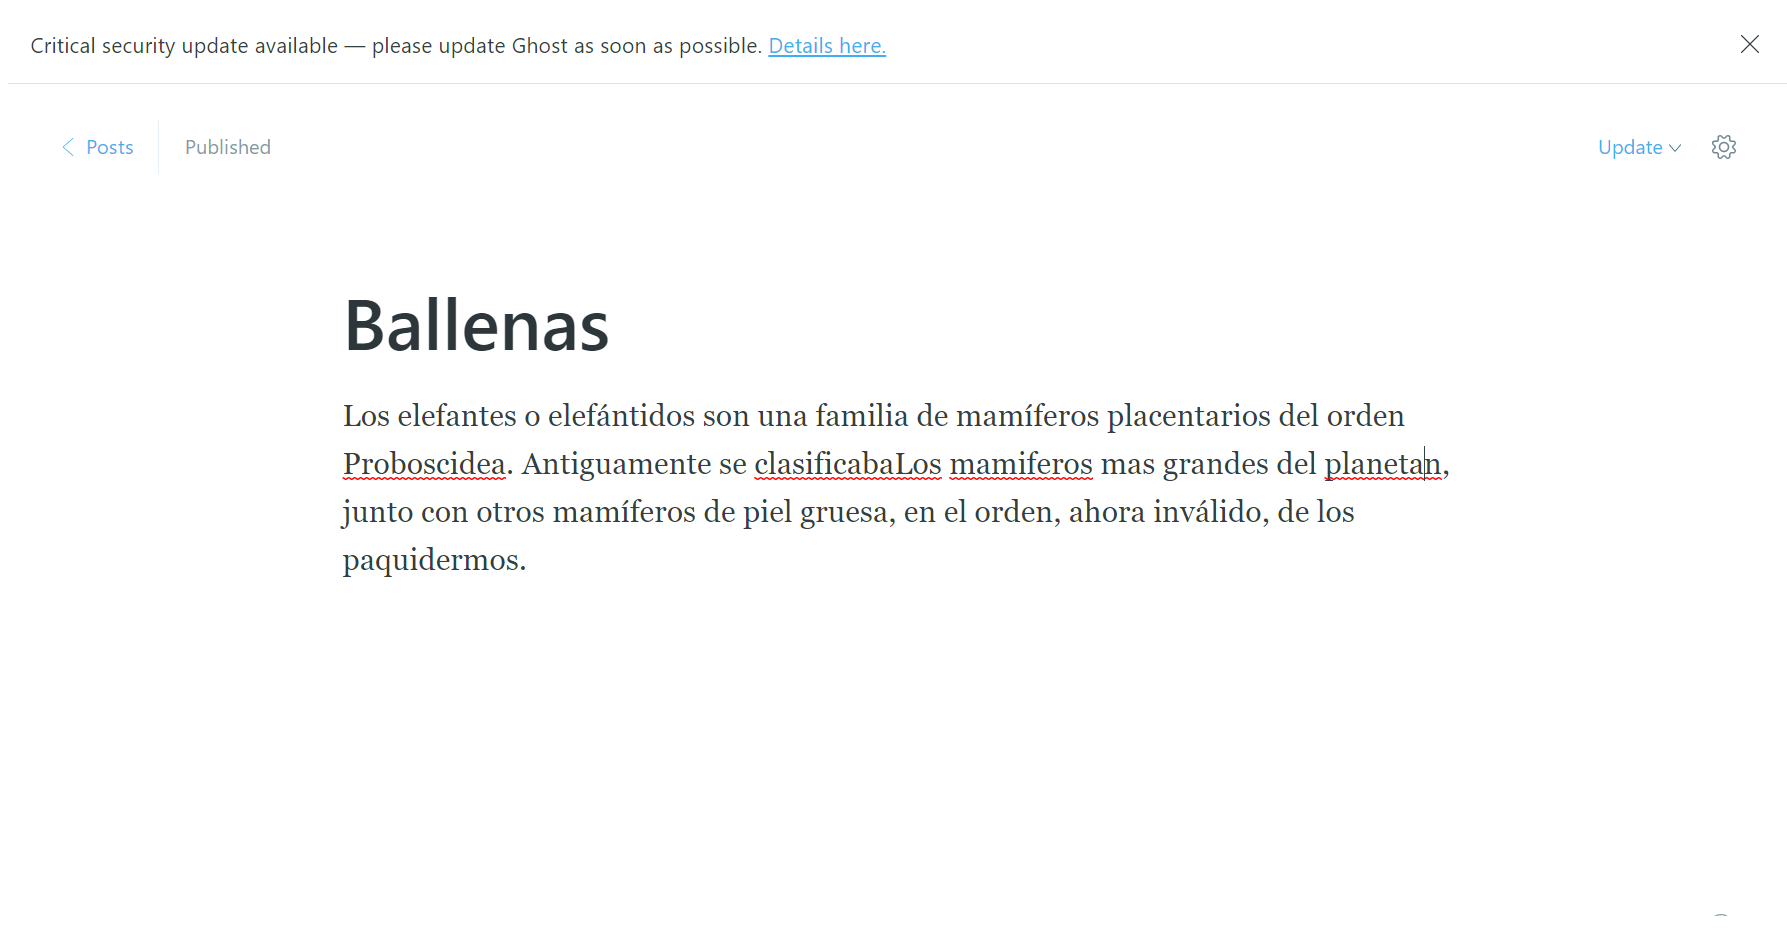 Critical security update available — please update Ghost as soon as possible. Details here.
Posts
Published
Update
Ballenas
Los elefantes o elefántidos son una familia de mamíferos placentarios del orden
Proboscidea. Antiguamente se clasificabaLos mamiferos mas grandes del planetan,
junto con otros mamíferos de piel gruesa, en el orden, ahora inválido, de los
paquidermos.